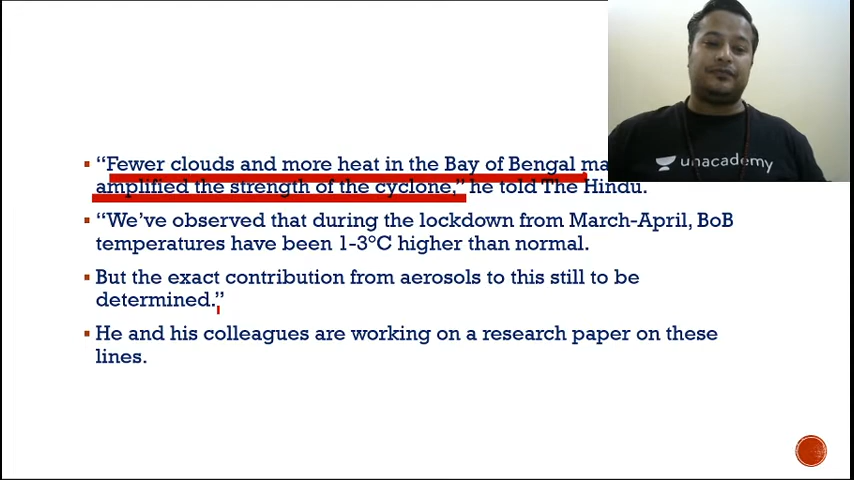 “Fewer clouds and more heat in the Bay of Bengal
amplified the strength of the cyclone,” he told The Hindu.
“We’ve observed that during the lockdown from March-April, BoB
temperatures have been 1-3°C higher than normal.
But the exact contribution from aerosols to this still to be
determined.”
He and his colleagues are working on a research paper on these
lines.
unacademy